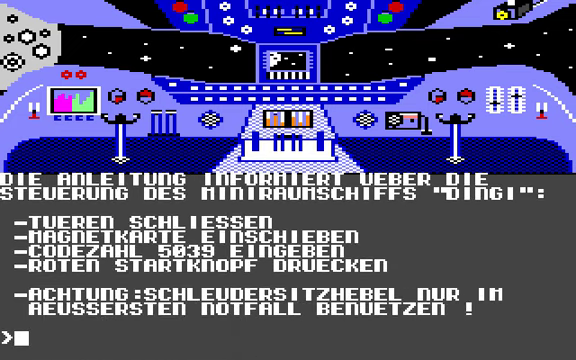 DIE ANLEITUNG INFORMIERT UEBER DIE
STEUERUNG DES MINIRAUMSCHIFFS "DINGI":
-TUEREN SCHLIESSEN
-MAGNETKARTE EINSCHIEBEN
-CODEZAHL 5039 EINGEBEN
-ROTEN STARTKNOPF DRUECKEN
-ACHTUNG:SCHLEUDERSITZHEBEL NUR IM
AEUSSERSTEN NOTFALL BENUETZEN !
>